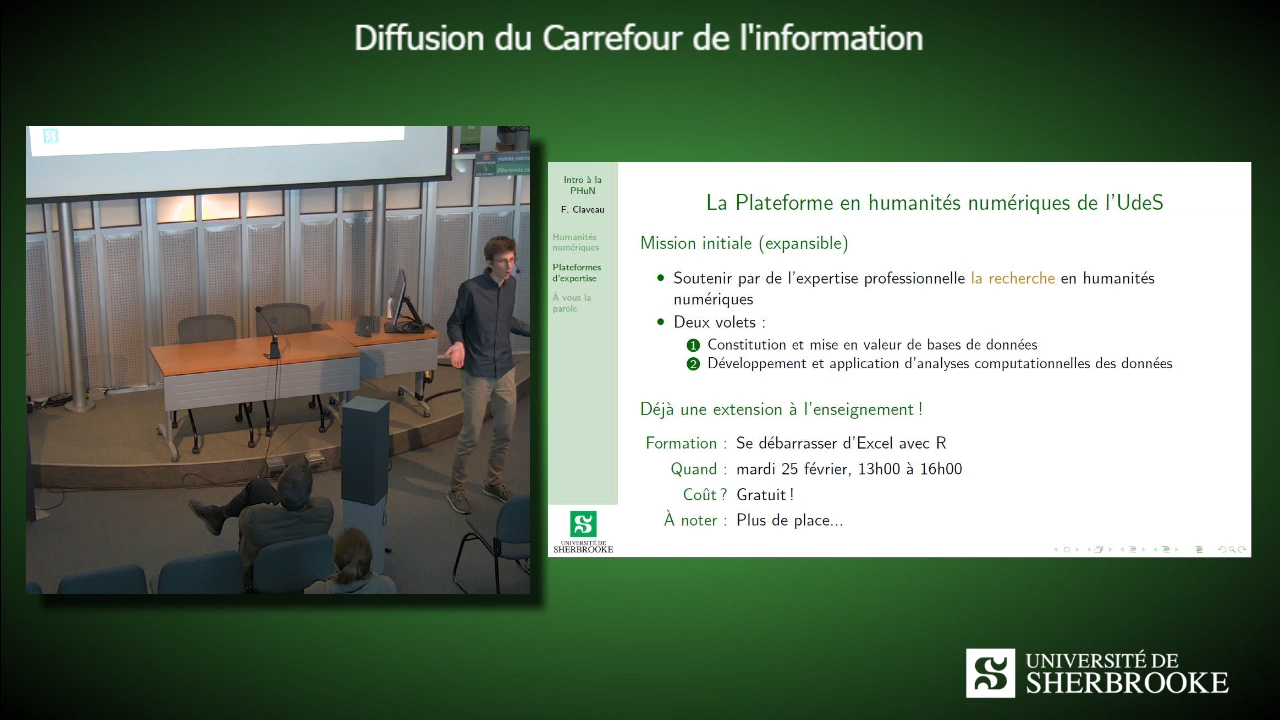 Diffusion du Carrefour de l'information
Intro à la
PHuN
F. Claveau
Humanités
numériques
Plateformes
d'expertise
À vous la
parole
La Plateforme en humanités numériques de l'UdeS
Mission initiale (expansible)
• Soutenir par de l'expertise professionnelle la recherche en humanités
numériques
• Deux volets :
1 Constitution et mise en valeur de bases de données
2 Développement et application d'analyses computationnelles des données
Déjà une extension à l'enseignement !
Formation : Se débarrasser d'Excel avec R
Quand : mardi 25 février, 13h00 à 16h00
Coût ? Gratuit !
À noter : Plus de place...
UNIVERSITÉ DE
SHERBROOKE
UNIVERSITÉ DE
SHERBROOKE